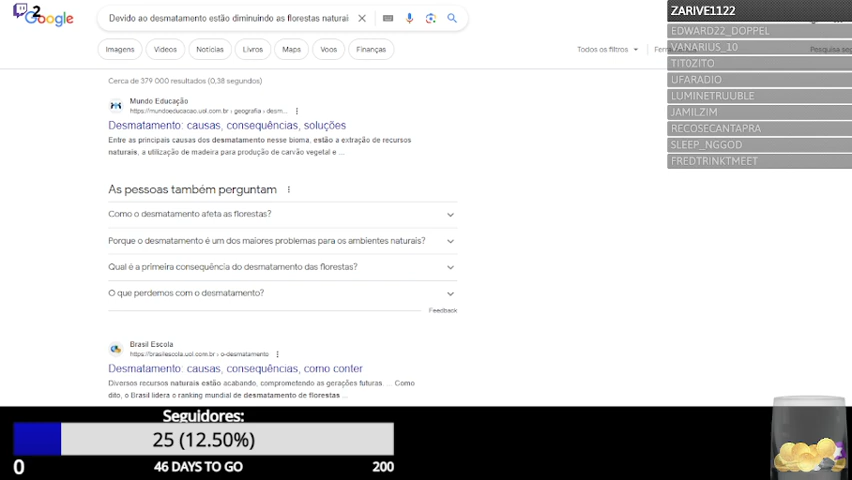 2
Google
Devido ao desmatamento estão diminuindo as florestas naturai
Imagens
Videos
Notícias
Livros
Maps
Voos
Finanças
Todos os filtros
Cerca de 379 000 resultados (0,38 segundos)
Mundo Educação
https://mundoeducacao.uol.com.br › geografia › desm...
Desmatamento: causas, consequências, soluções
Entre as principais causas dos desmatamento nesse bioma, estão a extração de recursos
naturais, a utilização de madeira para produção de carvão vegetal e ...
As pessoas também perguntam
Como o desmatamento afeta as florestas?
Porque o desmatamento é um dos maiores problemas para os ambientes naturais?
Qual é a primeira consequência do desmatamento das florestas?
O que perdemos com o desmatamento?
Feedback
Brasil Escola
https://brasilescola.uol.com.br › o-desmatamento
Desmatamento: causas, consequências, como conter
Diversos recursos naturais estão acabando, comprometendo as gerações futuras ... Como
dito, o Brasil lidera o ranking mundial de desmatamento de florestas ...
ZARIVE1122
EDWARD22_DOPPEL
VANARIUS_10
TIT0ZITO
UFARADIO
LUMINETRUUBLE
JAMILZIM
RECOSECANTAPRA
SLEEP_NGGOD
FREDTRINKTMEET
Seguidores:
25 (12.50%)
0
46 DAYS TO GO
200